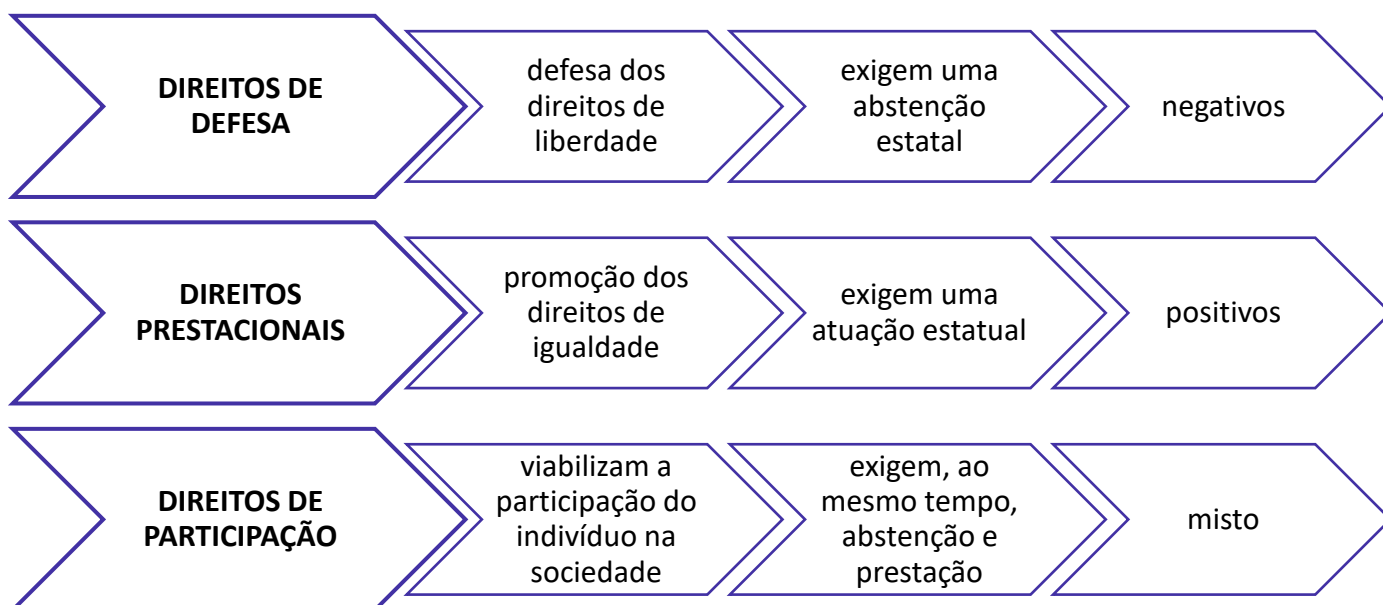 DIREITOS DE
DEFESA
defesa dos
direitos de
liberdade
exigem uma
abstenção
estatal
negativos
DIREITOS
PRESTACIONAIS
promoção dos
direitos de
igualdade
exigem uma
atuação estatual
positivos
DIREITOS DE
PARTICIPAÇÃO
viabilizam a
participação do
indivíduo na
sociedade
exigem, ao
mesmo tempo,
abstenção e
prestação
misto